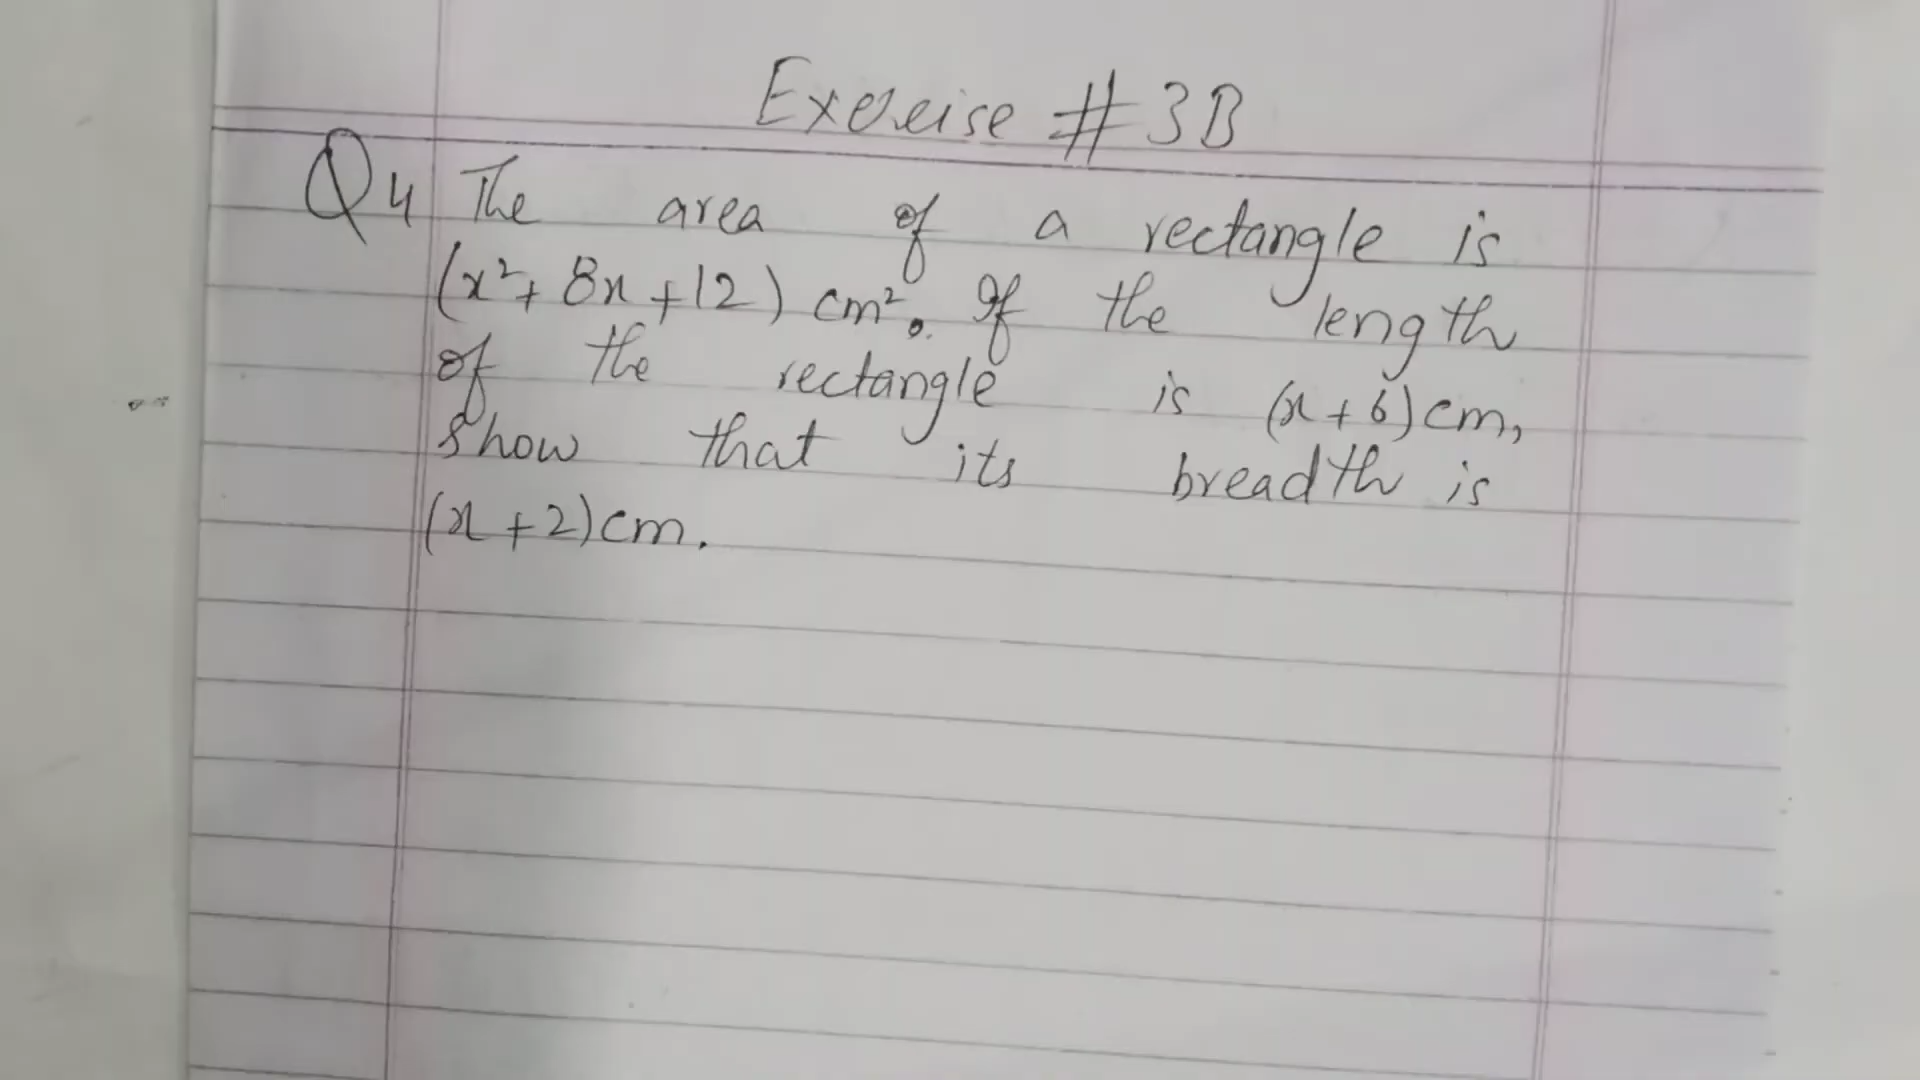 Exercise # 3B
Q4 The area of a rectangle is
(x²+ 8x +12) cm². If the length
of the rectangle is (x+6)cm,
show that its breadth is
(x+2)cm.